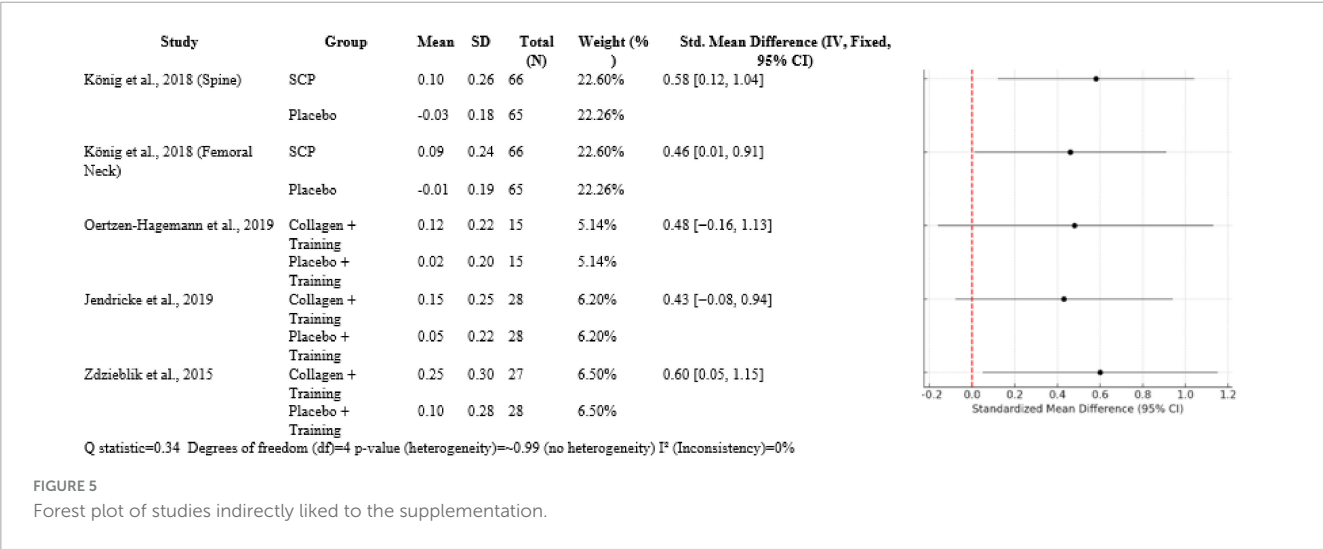 Study Group Mean SD Total (N) Weight (% ) Std. Mean Difference (IV, Fixed, 95% CI)
König et al., 2018 (Spine) SCP 0.10 0.26 66 22.60% 0.58 [0.12, 1.04]
Placebo -0.03 0.18 65 22.26%
König et al., 2018 (Femoral Neck) SCP 0.09 0.24 66 22.60% 0.46 [0.01, 0.91]
Placebo -0.01 0.19 65 22.26%
Oertzen-Hagemann et al., 2019 Collagen + Training 0.12 0.22 15 5.14% 0.48 [−0.16, 1.13]
Placebo + Training 0.02 0.20 15 5.14%
Jendricke et al., 2019 Collagen + Training 0.15 0.25 28 6.20% 0.43 [−0.08, 0.94]
Placebo + Training 0.05 0.22 28 6.20%
Zdzieblik et al., 2015 Collagen + Training 0.25 0.30 27 6.50% 0.60 [0.05, 1.15]
Placebo + Training 0.10 0.28 28 6.50%
-0.2 0.0 0.2 0.4 0.6 0.8 1.0 1.2
Standardized Mean Difference (95% CI)
Q statistic=0.34 Degrees of freedom (df)=4 p-value (heterogeneity)=~0.99 (no heterogeneity) I² (Inconsistency)=0%
FIGURE 5
Forest plot of studies indirectly liked to the supplementation.